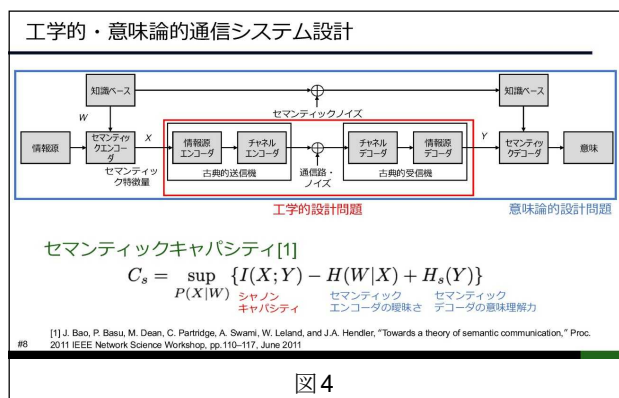 工学的・意味論的通信システム設計
知識ベース
知識ベース
W
セマンティックノイズ
情報源
セマンティッ
クエンコー
ダ
X
情報源
エンコーダ
チャネル
エンコーダ
チャネル
デコーダ
情報源
デコーダ
Y
セマンティッ
クデコーダ
意味
セマンティッ
ク特徴量
古典的送信機
通信路・
ノイズ
古典的受信機
工学的設計問題
意味論的設計問題
セマンティックキャパシティ[1]
C_s = sup_{P(X|W)} {I(X;Y) − H(W|X) + H_s(Y)}
シャノン
キャパシティ
セマンティック
エンコーダの曖昧さ
セマンティック
デコーダの意味理解力
[1] J. Bao, P. Basu, M. Dean, C. Partridge, A. Swami, W. Leland, and J.A. Hendler, "Towards a theory of semantic communication," Proc.
2011 IEEE Network Science Workshop, pp.110–117, June 2011
#8
図4